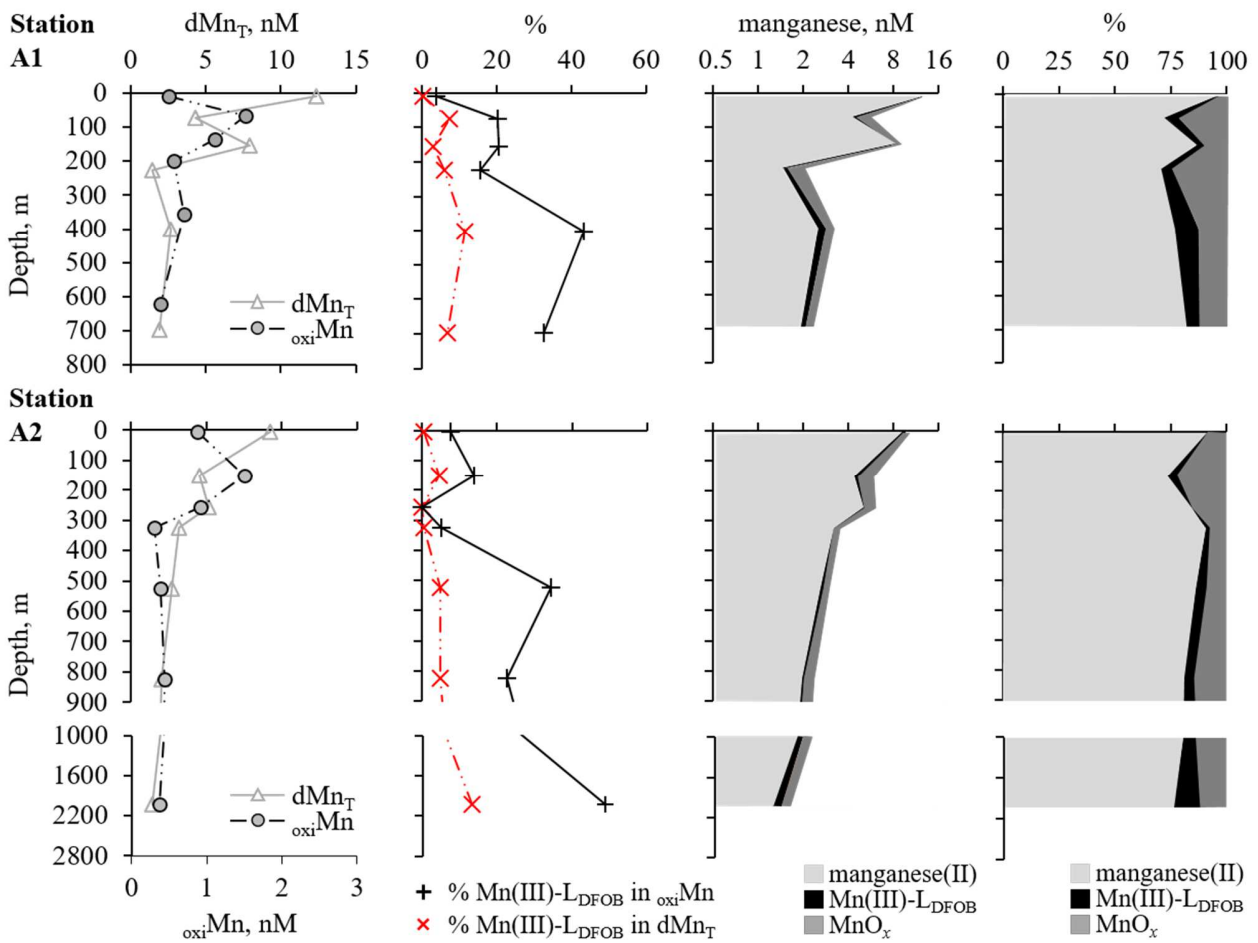 Station
A1
dMnT, nM
%
manganese, nM
%
0 5 10 15
0 20 40 60
0.5 1 2 4 8 16
0 25 50 75 100
0
100
200
300
400
500
600
700
800
Depth, m
dMnT
oxiMn
Station
A2
0
100
200
300
400
500
600
700
800
900
1000
1600
2200
2800
Depth, m
dMnT
oxiMn
0 1 2 3
oxiMn, nM
% Mn(III)-LDFOB in oxiMn
% Mn(III)-LDFOB in dMnT
manganese(II)
Mn(III)-LDFOB
MnOx
manganese(II)
Mn(III)-LDFOB
MnOx